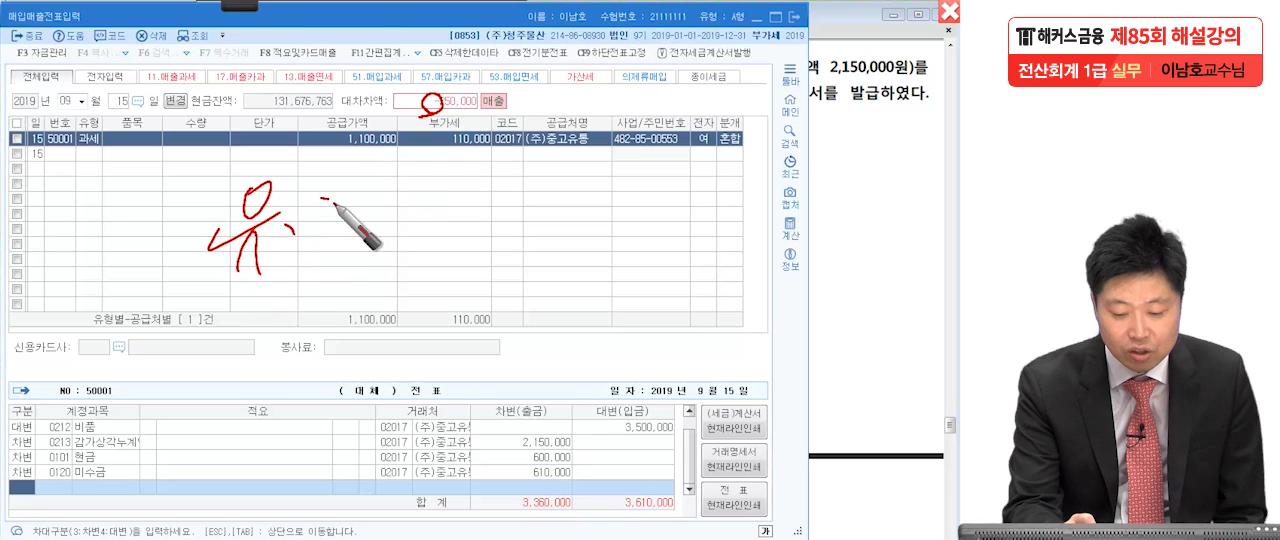 매입매출전표입력
이름 : 이남호 수험번호 : 21111111 유형 : A형
종료 도움 코드 삭제 조회
[0853] (주)청주물산 214-86-08930 법인 9기 2019-01-01~2019-12-31 부가세 2019
F3 자금관리 F4 복사.. F6 검색.. F7 복수거래 F8 적요및카드매출 F11간편집계.. CF5 삭제한데이타 CF8 전기분전표 CF9 하단전표고정 전자세금계산서발행
전체입력 전자입력 11.매출과세 17.매출카과 13.매출면세 51.매입과세 57.매입카과 53.매입면세 가산세 의제류매입 종이세금
2019 년 09 월 15 일 변경 현금잔액: 131,676,763 대차차액: 매출
일 번호 유형 품목 수량 단가 공급가액 부가세 코드 공급처명 사업/주민번호 전자 분개
15 50001 과세 1,100,000 110,000 02017 (주)중고유통 482-85-00553 여 혼합
15
유
유형별-공급처별 [ 1 ]건 1,100,000 110,000
신용카드사: 봉사료:
NO : 50001 ( 대체 ) 전 표 일 자 : 2019 년 9 월 15 일
구분 계정과목 적요 거래처 차변(출금) 대변(입금)
대변 0212 비품 02017 (주)중고유 3,500,000
차변 0213 감가상각누계 02017 (주)중고유 2,150,000
차변 0101 현금 02017 (주)중고유 600,000
차변 0120 미수금 02017 (주)중고유 610,000
합 계 3,360,000 3,610,000
(세금)계산서
현재라인인쇄
거래명세서
현재라인인쇄
전 표
현재라인인쇄
차대구분(3:차변4:대변)을 입력하세요. [ESC],[TAB] : 상단으로 이동합니다.
가
툴바
메인
검색
최근
캡처
계산
정보
액 2,150,000원)를
서를 발급하였다.
해커스금융 제85회 해설강의
전산회계 1급 실무 이남호교수님